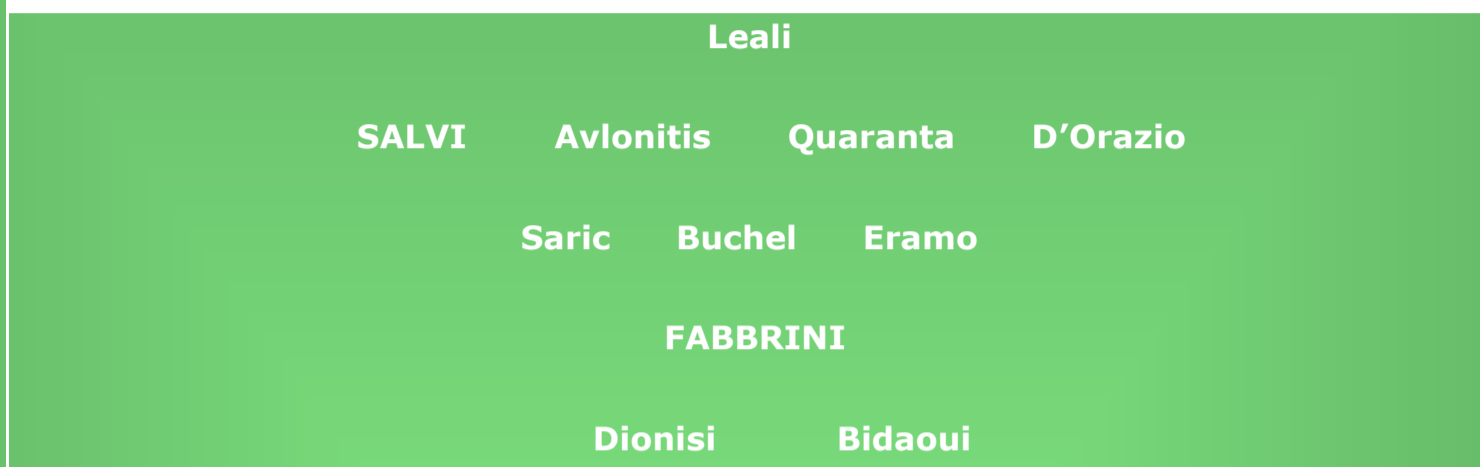 Leali
SALVI Avlonitis Quaranta D’Orazio
Saric Buchel Eramo
FABBRINI
Dionisi Bidaoui